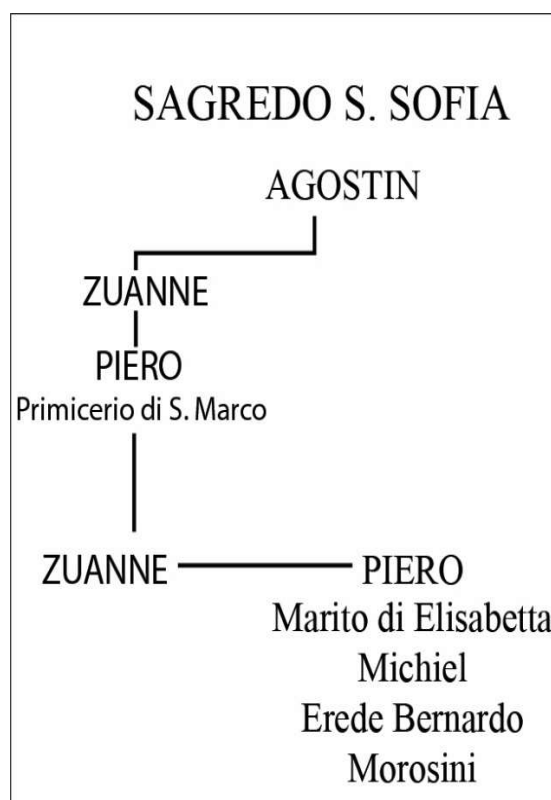 SAGREDO S. SOFIA
AGOSTIN
ZUANNE
PIERO
Primicerio di S. Marco
ZUANNE
PIERO
Marito di Elisabetta
Michiel
Erede Bernardo
Morosini